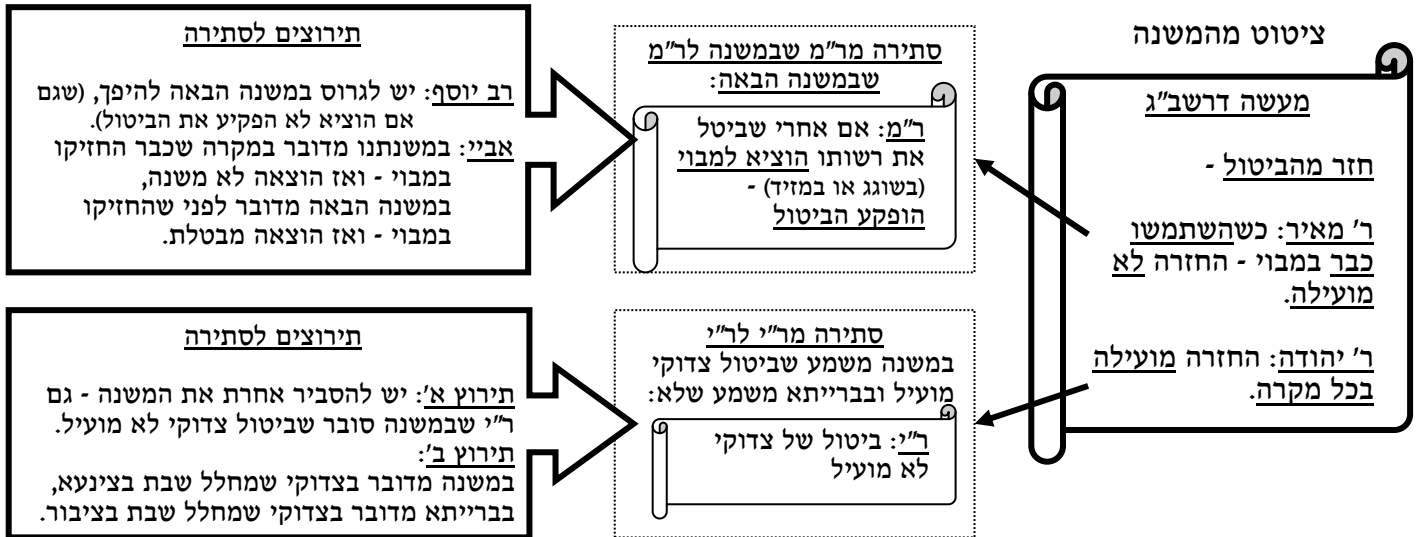 ציטוט מהמשנה
מעשה דרשב"ג
חזר מהביטול -
ר' מאיר: כשהשתמשו
כבר במבוי - החזרה לא
מועילה.
ר' יהודה: החזרה מועילה
בכל מקרה.
סתירה מר"מ שבמשנה לר"מ
שבמשנה הבאה:
ר"מ: אם אחרי שביטל
את רשותו הוציא למבוי
(בשוגג או במזיד) -
הופקע הביטול
תירוצים לסתירה
רב יוסף: יש לגרוס במשנה הבאה להיפך, (שגם
אם הוציא לא הפקיע את הביטול).
אביי: במשנתנו מדובר במקרה שכבר החזיקו
במבוי - ואז הוצאה לא משנה,
במשנה הבאה מדובר לפני שהחזיקו
במבוי - ואז הוצאה מבטלת.
סתירה מר"י לר"י
במשנה משמע שביטול צדוקי
מועיל ובברייתא משמע שלא:
ר"י: ביטול של צדוקי
לא מועיל
תירוצים לסתירה
תירוץ א': יש להסביר אחרת את המשנה - גם
ר"י שבמשנה סובר שביטול צדוקי לא מועיל.
תירוץ ב':
במשנה מדובר בצדוקי שמחלל שבת בצינעא,
בברייתא מדובר בצדוקי שמחלל שבת בציבור.